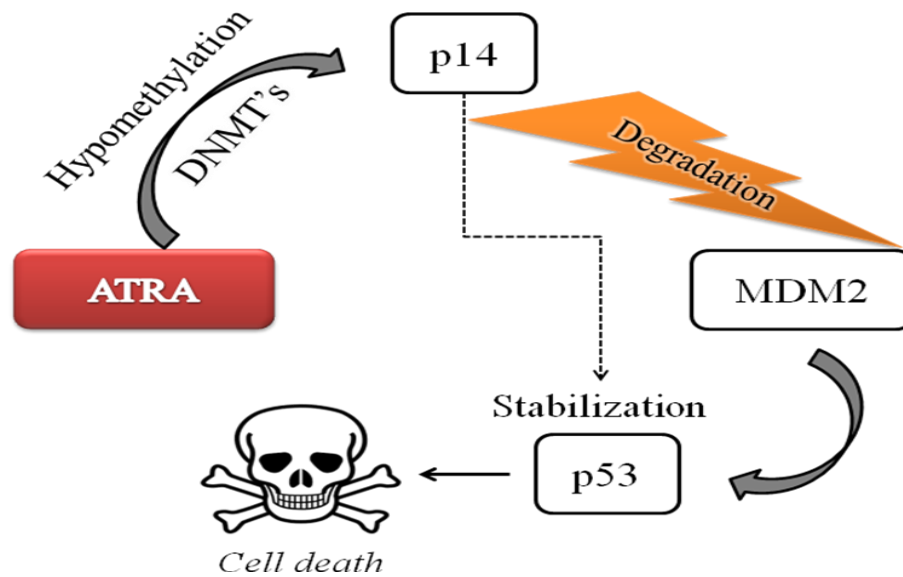 Hypomethylation
DNMT's
p14
Degradation
ATRA
MDM2
Stabilization
p53
Cell death